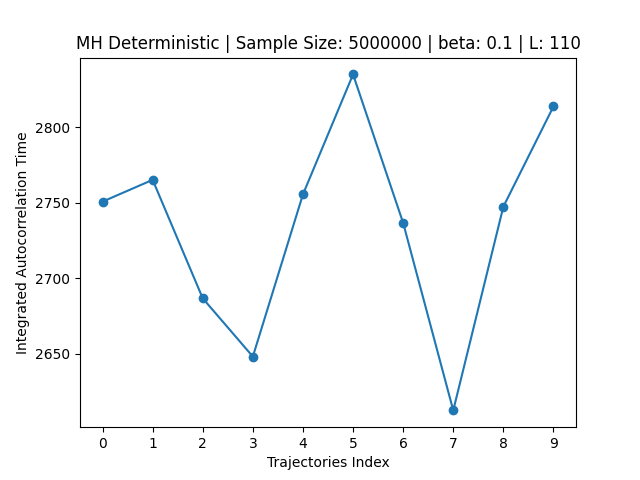 MH Deterministic | Sample Size: 5000000 | beta: 0.1 | L: 110
Integrated Autocorrelation Time
2800
2750
2700
2650
0 1 2 3 4 5 6 7 8 9
Trajectories Index